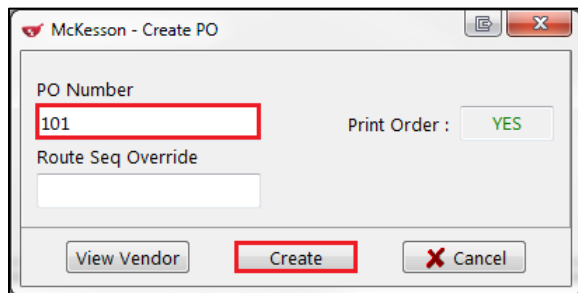 McKesson - Create PO
PO Number
101
Print Order : YES
Route Seq Override
View Vendor Create Cancel